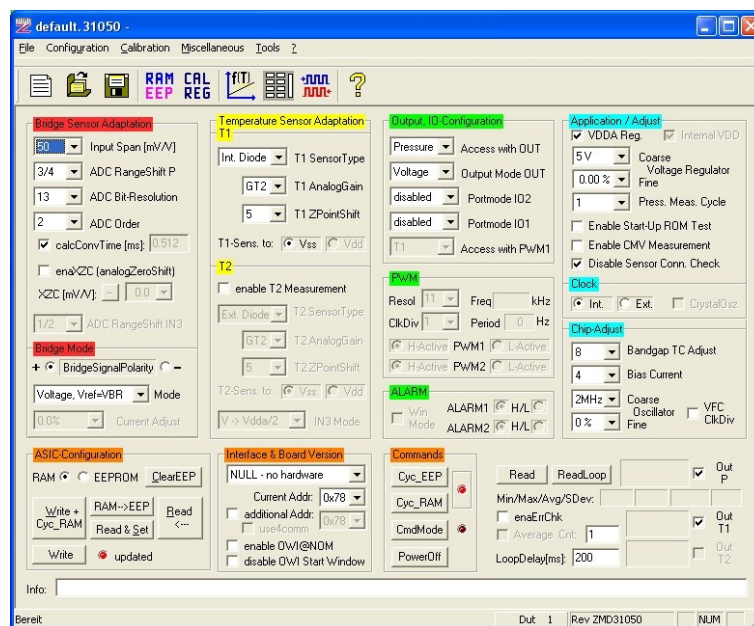 default.31050 -
File Configuration Calibration Miscellaneous Tools ?
RAM EEP CAL REG f(T)
Bridge Sensor Adaptation
50 Input Span [mV/V]
3/4 ADC RangeShift P
13 ADC Bit-Resolution
2 ADC Order
calcConvTime [ms]: 0.512
enaXZC (analogZeroShift)
XZC [mV/V]: - 0.0
1/2 ADC RangeShift IN3
Bridge Mode
+ BridgeSignalPolarity -
Voltage, Vref=VBR Mode
0.0% Current Adjust
Temperature Sensor Adaptation
T1
Int. Diode T1 SensorType
GT2 T1 AnalogGain
5 T1 ZPointShift
T1-Sens. to: Vss Vdd
T2
enable T2 Measurement
Ext. Diode T2 SensorType
GT2 T2 AnalogGain
5 T2 ZPointShift
T2-Sens. to: Vss Vdd
V -> Vdda/2 IN3 Mode
Output, IO-Configuration
Pressure Access with OUT
Voltage Output Mode OUT
disabled Portmode IO2
disabled Portmode IO1
T1 Access with PWM1
PWM
Resol 11 Freq kHz
ClkDiv 1 Period 0 Hz
H-Active PWM1 L-Active
H-Active PWM2 L-Active
ALARM
Win Mode
ALARM1 H/L
ALARM2 H/L
Application / Adjust
VDDA Reg. Internal VDD
5 V Coarse
Voltage Regulator
0.00 % Fine
1 Press. Meas. Cycle
Enable Start-Up ROM Test
Enable CMV Measurement
Disable Sensor Conn. Check
Clock
Int. Ext. CrystalOsz
Chip-Adjust
8 Bandgap TC Adjust
4 Bias Current
2MHz Coarse
Oscillator
0 % Fine
VFC ClkDiv
ASIC-Configuration
RAM EEPROM ClearEEP
Write + Cyc_RAM
RAM-->EEP
Read & Set
Read <---
Write updated
Interface & Board Version
NULL - no hardware
Current Addr: 0x78
additional Addr: 0x78
use4comm
enable OWI@NOM
disable OWI Start Window
Commands
Cyc_EEP
Cyc_RAM
CmdMode
PowerOff
Read ReadLoop Out P
Min/Max/Avg/SDev:
enaErrChk Out T1
Average Cnt: 1
LoopDelay[ms]: 200 Out T2
Info:
Bereit Dut 1 Rev ZMD31050 NUM